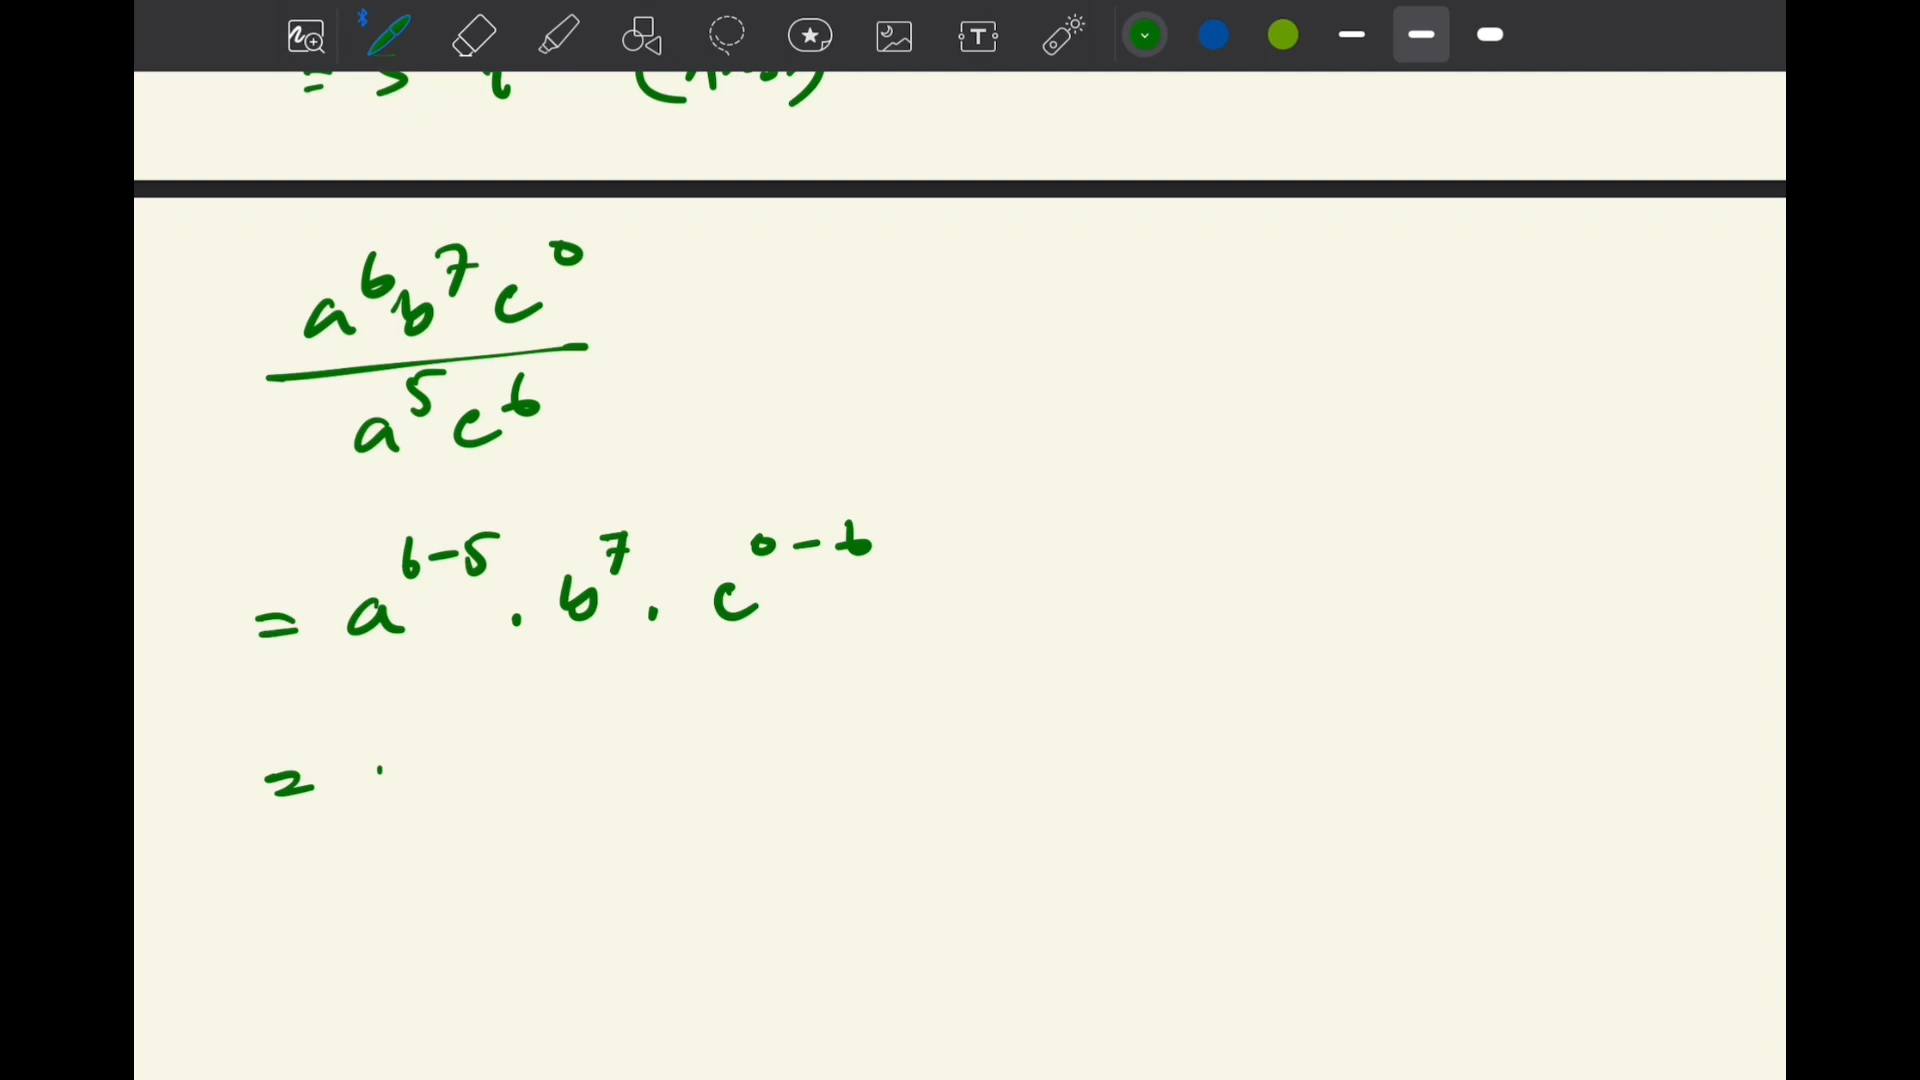 a⁶b⁷c⁰
a⁵c⁶
= a⁶⁻⁵ . b⁷ . c⁰⁻⁶
=